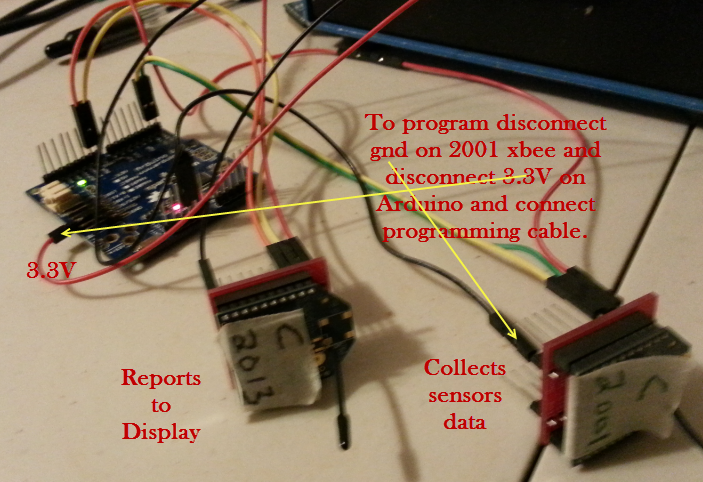 To program disconnect
gnd on 2001 xbee and
disconnect 3.3V on
Arduino and connect
programming cable.
3.3V
Reports
to
Display
Collects
sensors
data
C
2013
C
2001